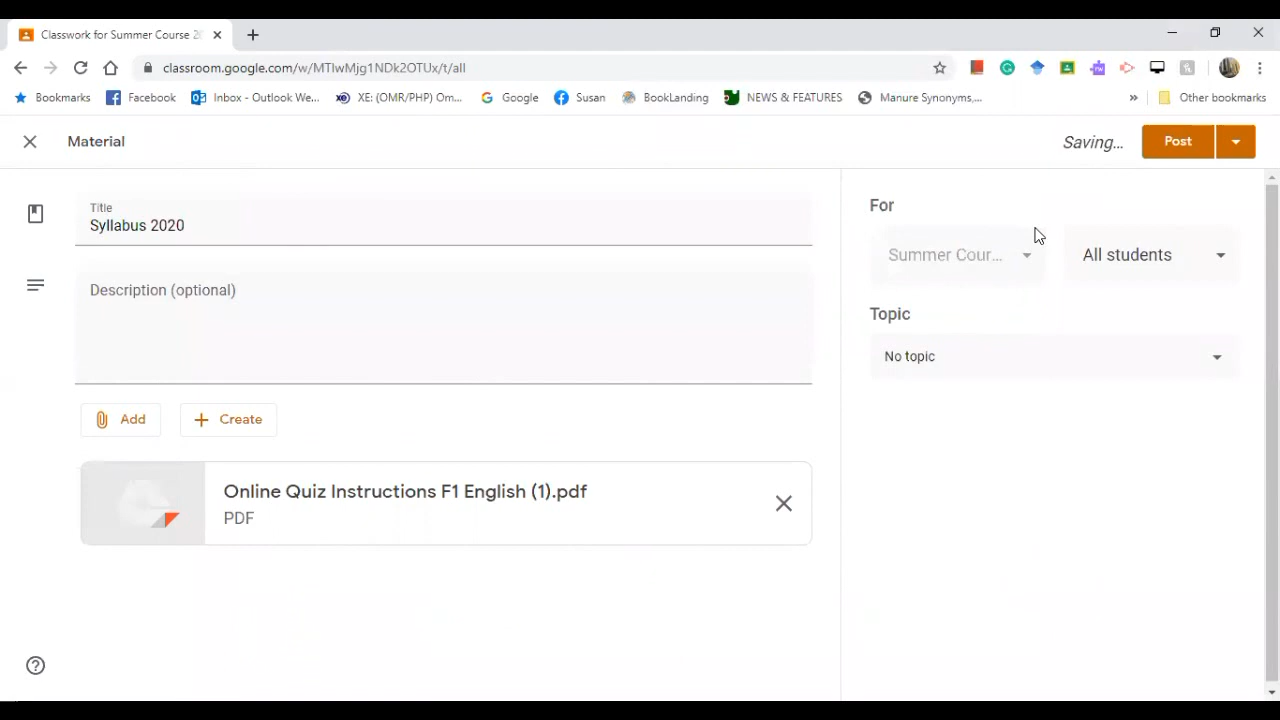 Classwork for Summer Course 20
classroom.google.com/w/MTIwMjg1NDk2OTUx/t/all
Bookmarks
Facebook
Inbox - Outlook We...
XE: (OMR/PHP) Om...
Google
Susan
BookLanding
NEWS & FEATURES
Manure Synonyms,...
»
Other bookmarks
Material
Saving...
Post
Title
Syllabus 2020
Description (optional)
Add
Create
Online Quiz Instructions F1 English (1).pdf
PDF
For
Summer Cour...
All students
Topic
No topic